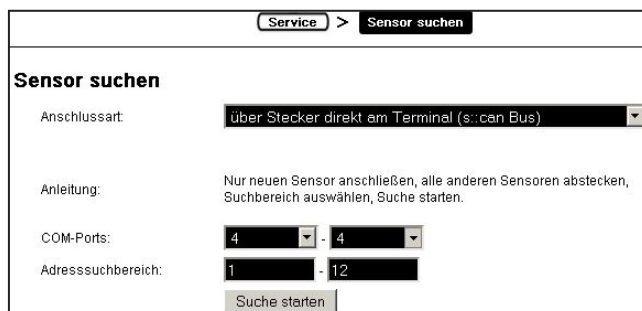 Service > Sensor suchen
Sensor suchen
Anschlussart: über Stecker direkt am Terminal (s::can Bus)
Anleitung: Nur neuen Sensor anschließen, alle anderen Sensoren abstecken,
Suchbereich auswählen, Suche starten.
COM-Ports: 4 - 4
Adresssuchbereich: 1 - 12
Suche starten